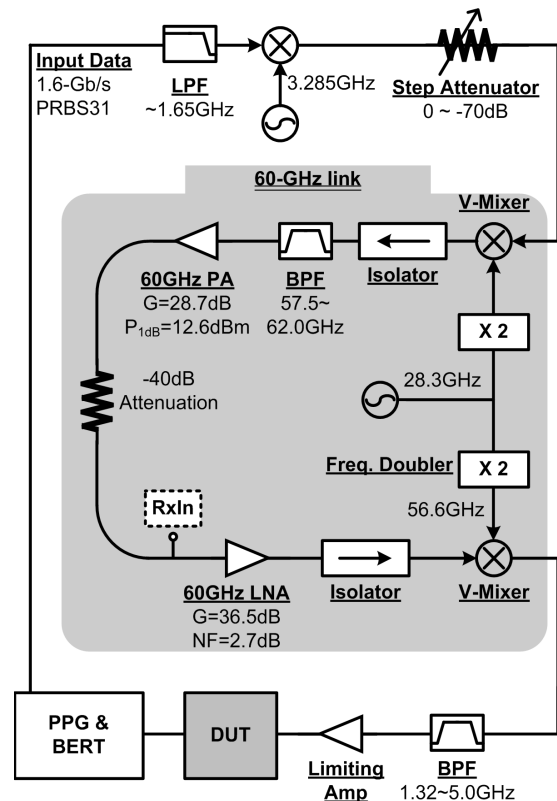 Input Data
1.6-Gb/s
PRBS31
LPF
~1.65GHz
3.285GHz
Step Attenuator
0 ~ -70dB
60-GHz link
V-Mixer
60GHz PA
G=28.7dB
P1dB=12.6dBm
BPF
57.5~
62.0GHz
Isolator
X 2
-40dB
Attenuation
28.3GHz
Freq. Doubler
X 2
56.6GHz
RxIn
60GHz LNA
G=36.5dB
NF=2.7dB
Isolator
V-Mixer
PPG &
BERT
DUT
Limiting
Amp
BPF
1.32~5.0GHz